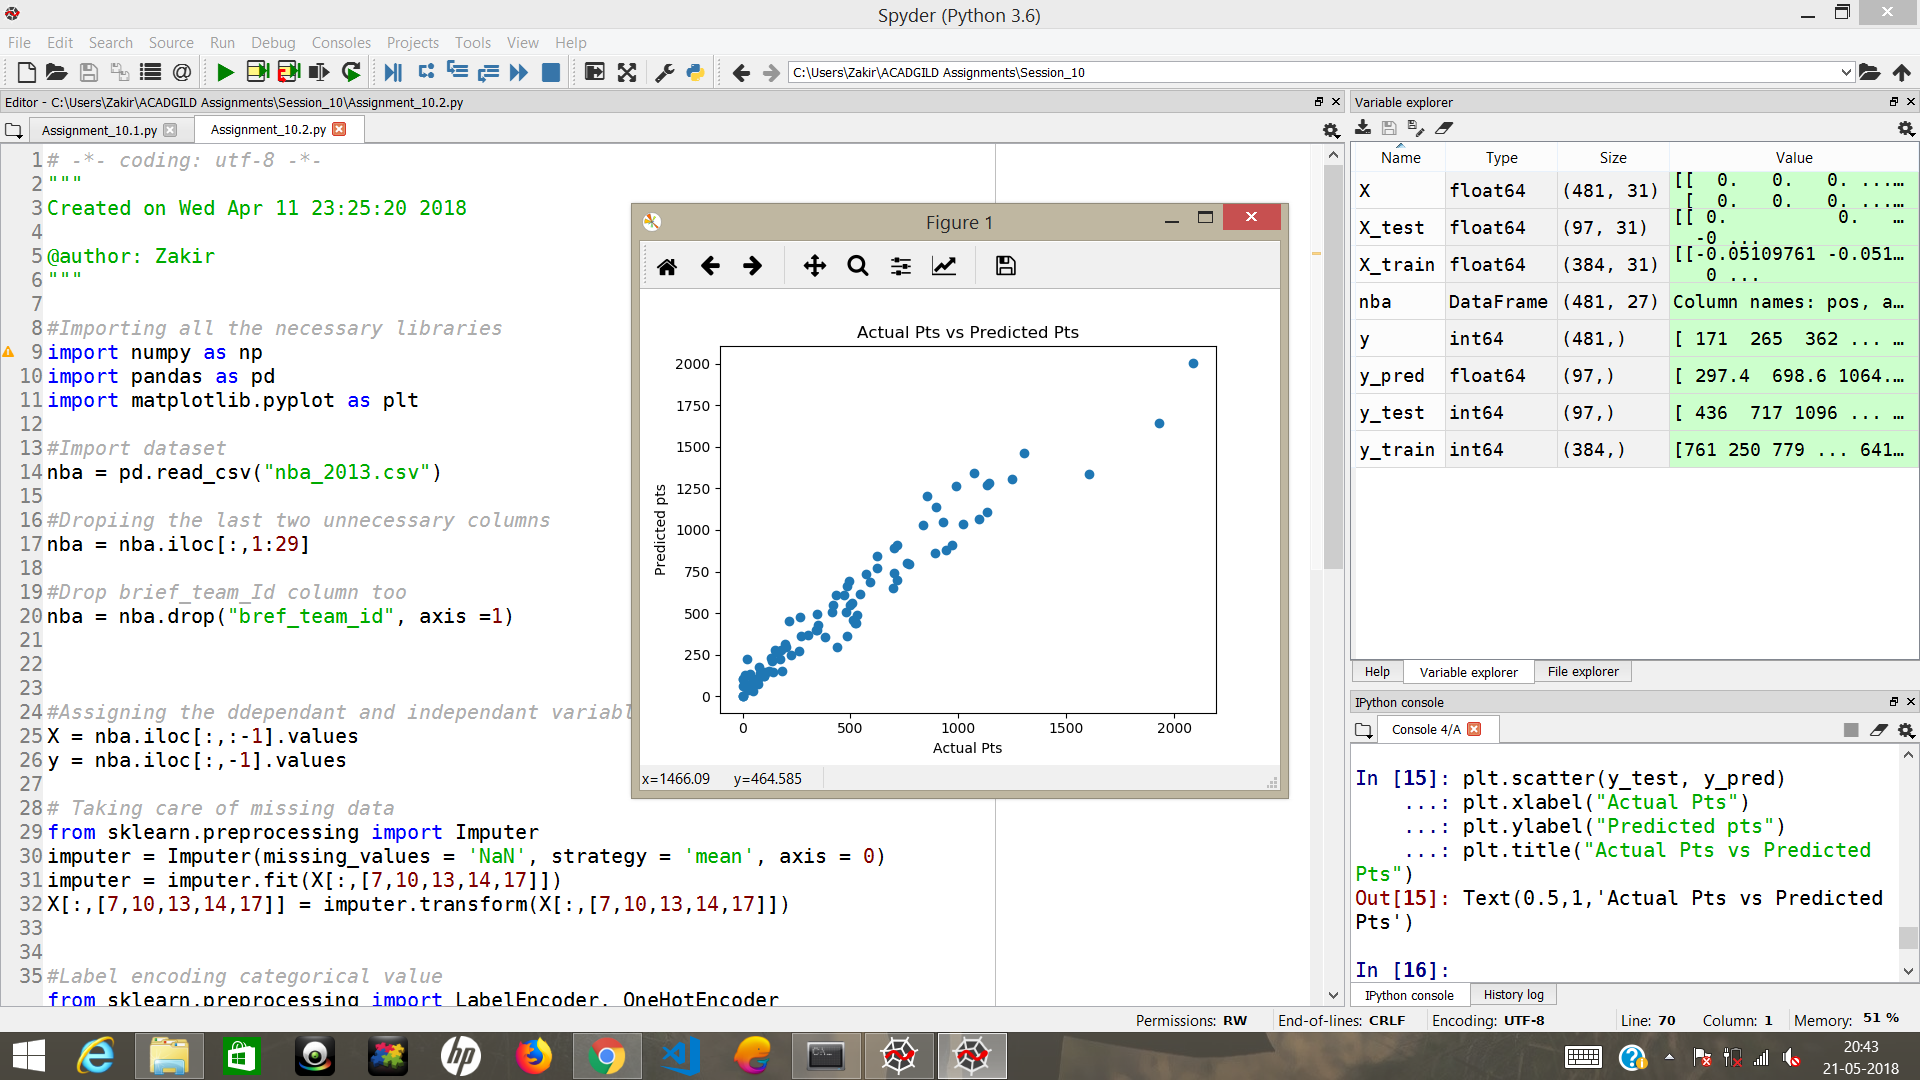 Spyder (Python 3.6)
File Edit Search Source Run Debug Consoles Projects Tools View Help
C:\Users\Zakir\ACADGILD Assignments\Session_10
Editor - C:\Users\Zakir\ACADGILD Assignments\Session_10\Assignment_10.2.py
Assignment_10.1.py
Assignment_10.2.py
1 # -*- coding: utf-8 -*-
2 """
3 Created on Wed Apr 11 23:25:20 2018
4
5 @author: Zakir
6 """
7
8 #Importing all the necessary libraries
9 import numpy as np
10 import pandas as pd
11 import matplotlib.pyplot as plt
12
13 #Import dataset
14 nba = pd.read_csv("nba_2013.csv")
15
16 #Dropiing the last two unnecessary columns
17 nba = nba.iloc[:,1:29]
18
19 #Drop brief_team_Id column too
20 nba = nba.drop("bref_team_id", axis =1)
21
22
23
24 #Assigning the ddependant and independant variabl
25 X = nba.iloc[:,:-1].values
26 y = nba.iloc[:,-1].values
27
28 # Taking care of missing data
29 from sklearn.preprocessing import Imputer
30 imputer = Imputer(missing_values = 'NaN', strategy = 'mean', axis = 0)
31 imputer = imputer.fit(X[:,[7,10,13,14,17]])
32 X[:,[7,10,13,14,17]] = imputer.transform(X[:,[7,10,13,14,17]])
33
34
35 #Label encoding categorical value
from sklearn.preprocessing import LabelEncoder, OneHotEncoder
Figure 1
Actual Pts vs Predicted Pts
2000
1750
1500
1250
1000
750
500
250
0
Predicted pts
0 500 1000 1500 2000
Actual Pts
x=1466.09 y=464.585
Variable explorer
Name Type Size Value
X float64 (481, 31) [[ 0. 0. 0. ...…
[ 0. 0. 0. ...…
X_test float64 (97, 31) [[ 0. 0. …
-0 ...
X_train float64 (384, 31) [[-0.05109761 -0.051…
0 ...
nba DataFrame (481, 27) Column names: pos, a…
y int64 (481,) [ 171 265 362 ... …
y_pred float64 (97,) [ 297.4 698.6 1064.…
y_test int64 (97,) [ 436 717 1096 ... …
y_train int64 (384,) [761 250 779 ... 641…
Help Variable explorer File explorer
IPython console
Console 4/A
In [15]: plt.scatter(y_test, y_pred)
...: plt.xlabel("Actual Pts")
...: plt.ylabel("Predicted pts")
...: plt.title("Actual Pts vs Predicted
Pts")
Out[15]: Text(0.5,1,'Actual Pts vs Predicted
Pts')
In [16]:
IPython console History log
Permissions: RW End-of-lines: CRLF Encoding: UTF-8 Line: 70 Column: 1 Memory: 51 %
hp
C:\_
20:43
21-05-2018